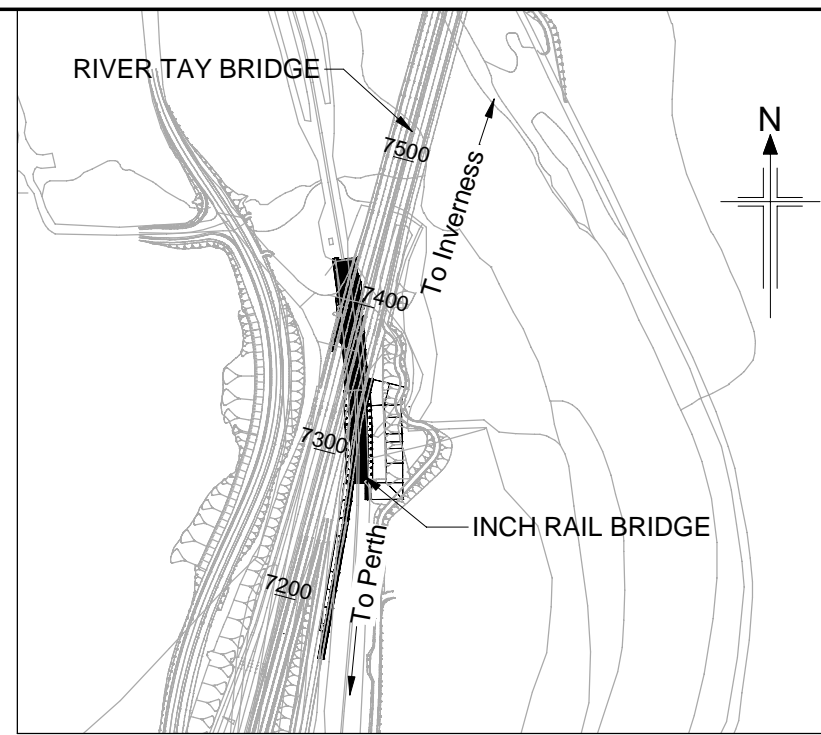 RIVER TAY BRIDGE
N
7500
To Inverness
7400
7300
INCH RAIL BRIDGE
To Perth
7200